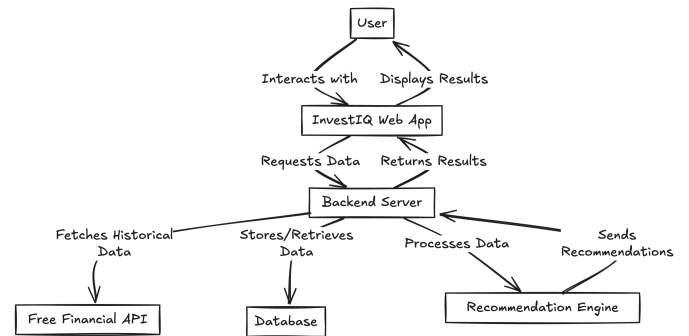 User
Interacts with
Displays Results
InvestIQ Web App
Requests Data
Returns Results
Backend Server
Fetches Historical
Data
Stores/Retrieves
Data
Processes Data
Sends
Recommendations
Free Financial API
Database
Recommendation Engine